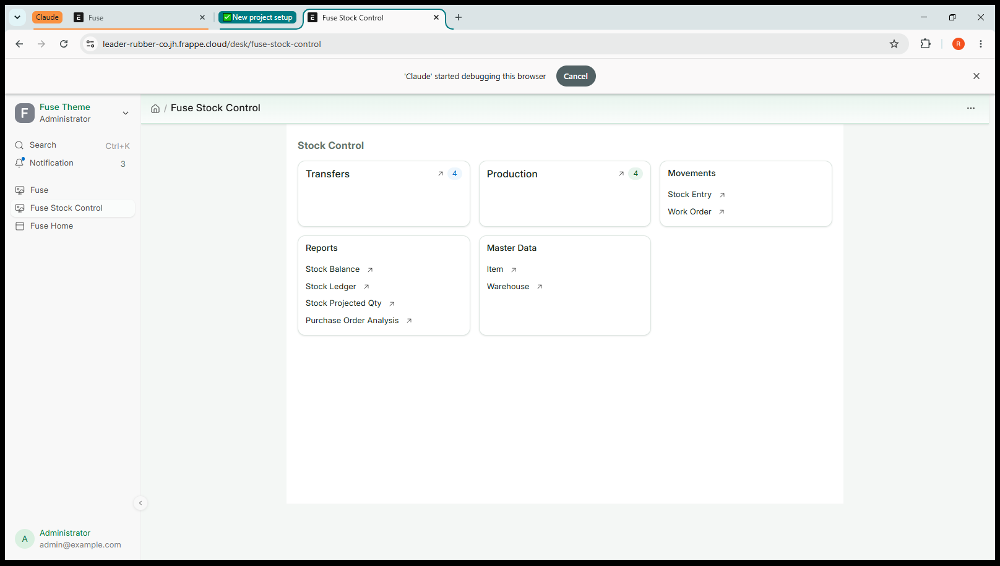 Claude
Fuse
New project setup
Fuse Stock Control
leader-rubber-co.jh.frappe.cloud/desk/fuse-stock-control
R
'Claude' started debugging this browser
Cancel
F
Fuse Theme
Administrator
/ Fuse Stock Control
Search
Ctrl+K
Notification
3
Fuse
Fuse Stock Control
Fuse Home
Stock Control
Transfers
4
Production
4
Movements
Stock Entry
Work Order
Reports
Stock Balance
Stock Ledger
Stock Projected Qty
Purchase Order Analysis
Master Data
Item
Warehouse
A
Administrator
admin@example.com